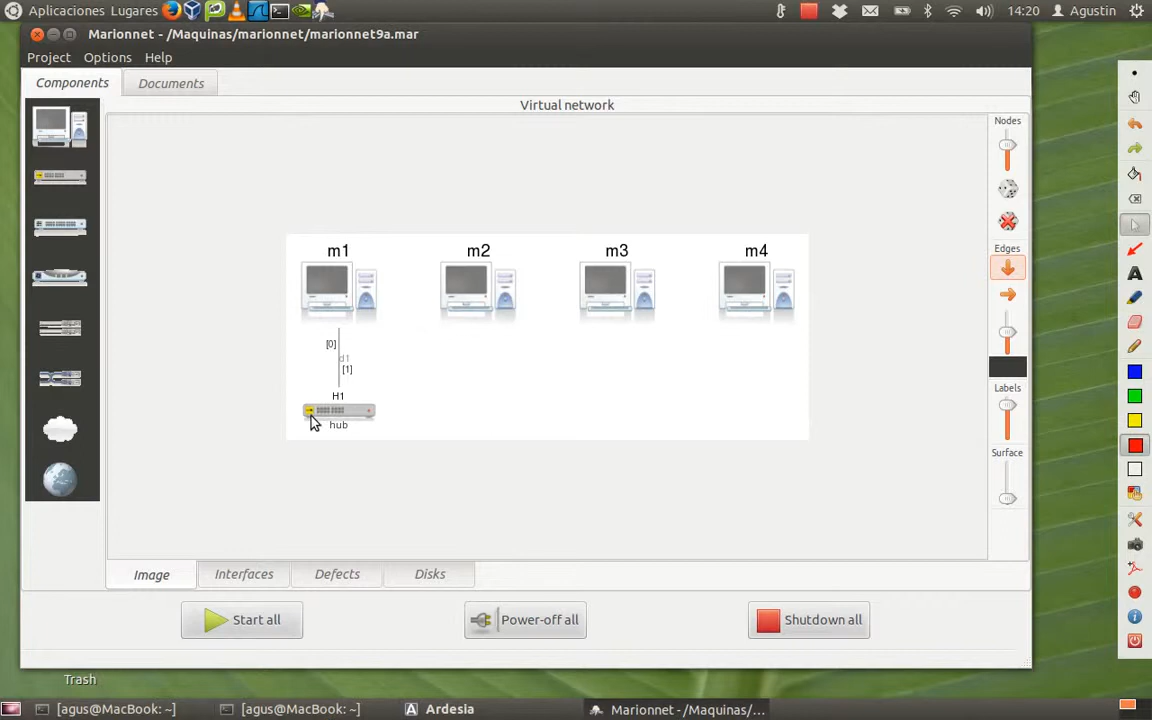 Aplicaciones Lugares
14:20
Agustin
Marionnet - /Maquinas/marionnet/marionnet9a.mar
Project Options Help
Components Documents
Virtual network
Nodes
m1 m2 m3 m4
Edges
[0]
d1
[1]
H1
hub
Labels
Surface
Image Interfaces Defects Disks
Start all Power-off all Shutdown all
Trash
[agus@MacBook: ~] [agus@MacBook: ~] Ardesia Marionnet - /Maquinas/...